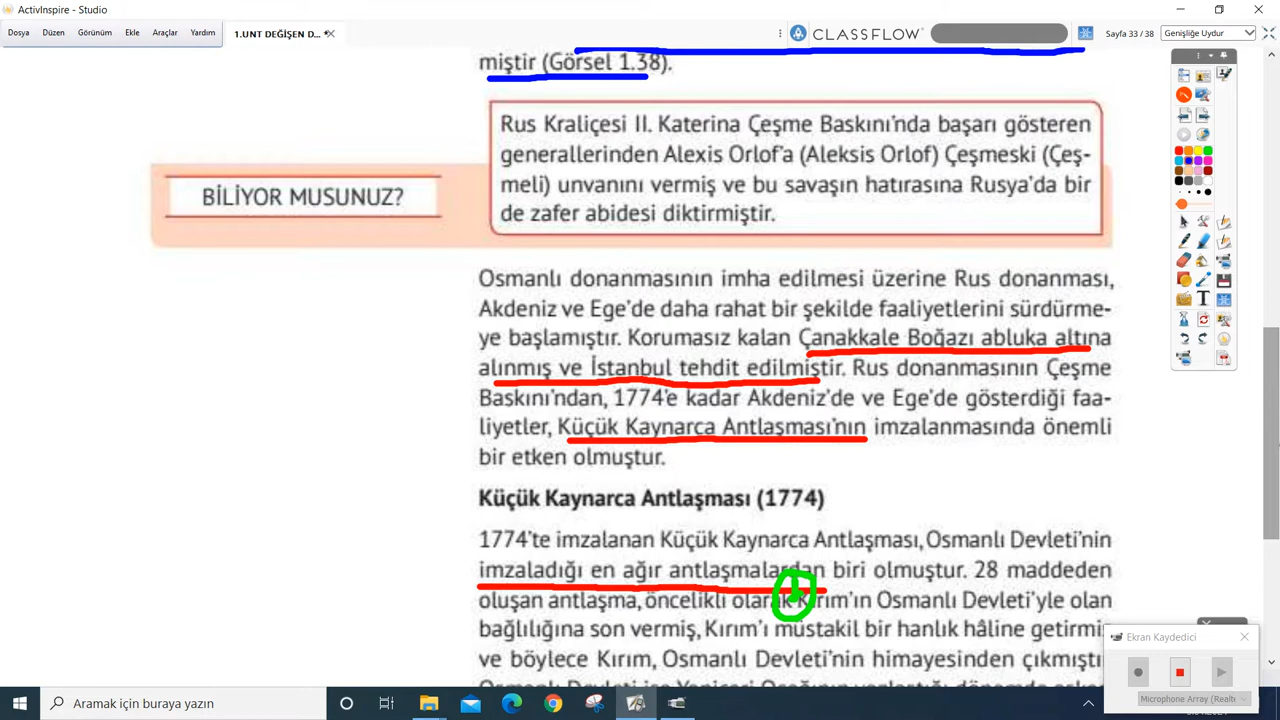 ActivInspire - Studio
Dosya Düzen Görünüm Ekle Araçlar Yardım
1.UNT DEĞİŞEN D...
CLASSFLOW
Sayfa 33 / 38
Genişliğe Uydur
miştir (Görsel 1.38).
Rus Kraliçesi II. Katerina Çeşme Baskını’nda başarı gösteren
generallerinden Alexis Orlof’a (Aleksis Orlof) Çeşmeski (Çeş-
meli) unvanını vermiş ve bu savaşın hatırasına Rusya’da bir
de zafer abidesi diktirmiştir.
BİLİYOR MUSUNUZ?
Osmanlı donanmasının imha edilmesi üzerine Rus donanması,
Akdeniz ve Ege’de daha rahat bir şekilde faaliyetlerini sürdürme-
ye başlamıştır. Korumasız kalan Çanakkale Boğazı abluka altına
alınmış ve İstanbul tehdit edilmiştir. Rus donanmasının Çeşme
Baskını’ndan, 1774’e kadar Akdeniz’de ve Ege’de gösterdiği faa-
liyetler, Küçük Kaynarca Antlaşması’nın imzalanmasında önemli
bir etken olmuştur.
Küçük Kaynarca Antlaşması (1774)
1774’te imzalanan Küçük Kaynarca Antlaşması, Osmanlı Devleti’nin
imzaladığı en ağır antlaşmalardan biri olmuştur. 28 maddeden
oluşan antlaşma, öncelikli olarak Kırım’ın Osmanlı Devleti’yle olan
bağlılığına son vermiş, Kırım’ı müstakil bir hanlık hâline getirmiş
ve böylece Kırım, Osmanlı Devleti’nin himayesinden çıkmıştı
Ekran Kaydedici
Microphone Array (Realt
Aramak için buraya yazın